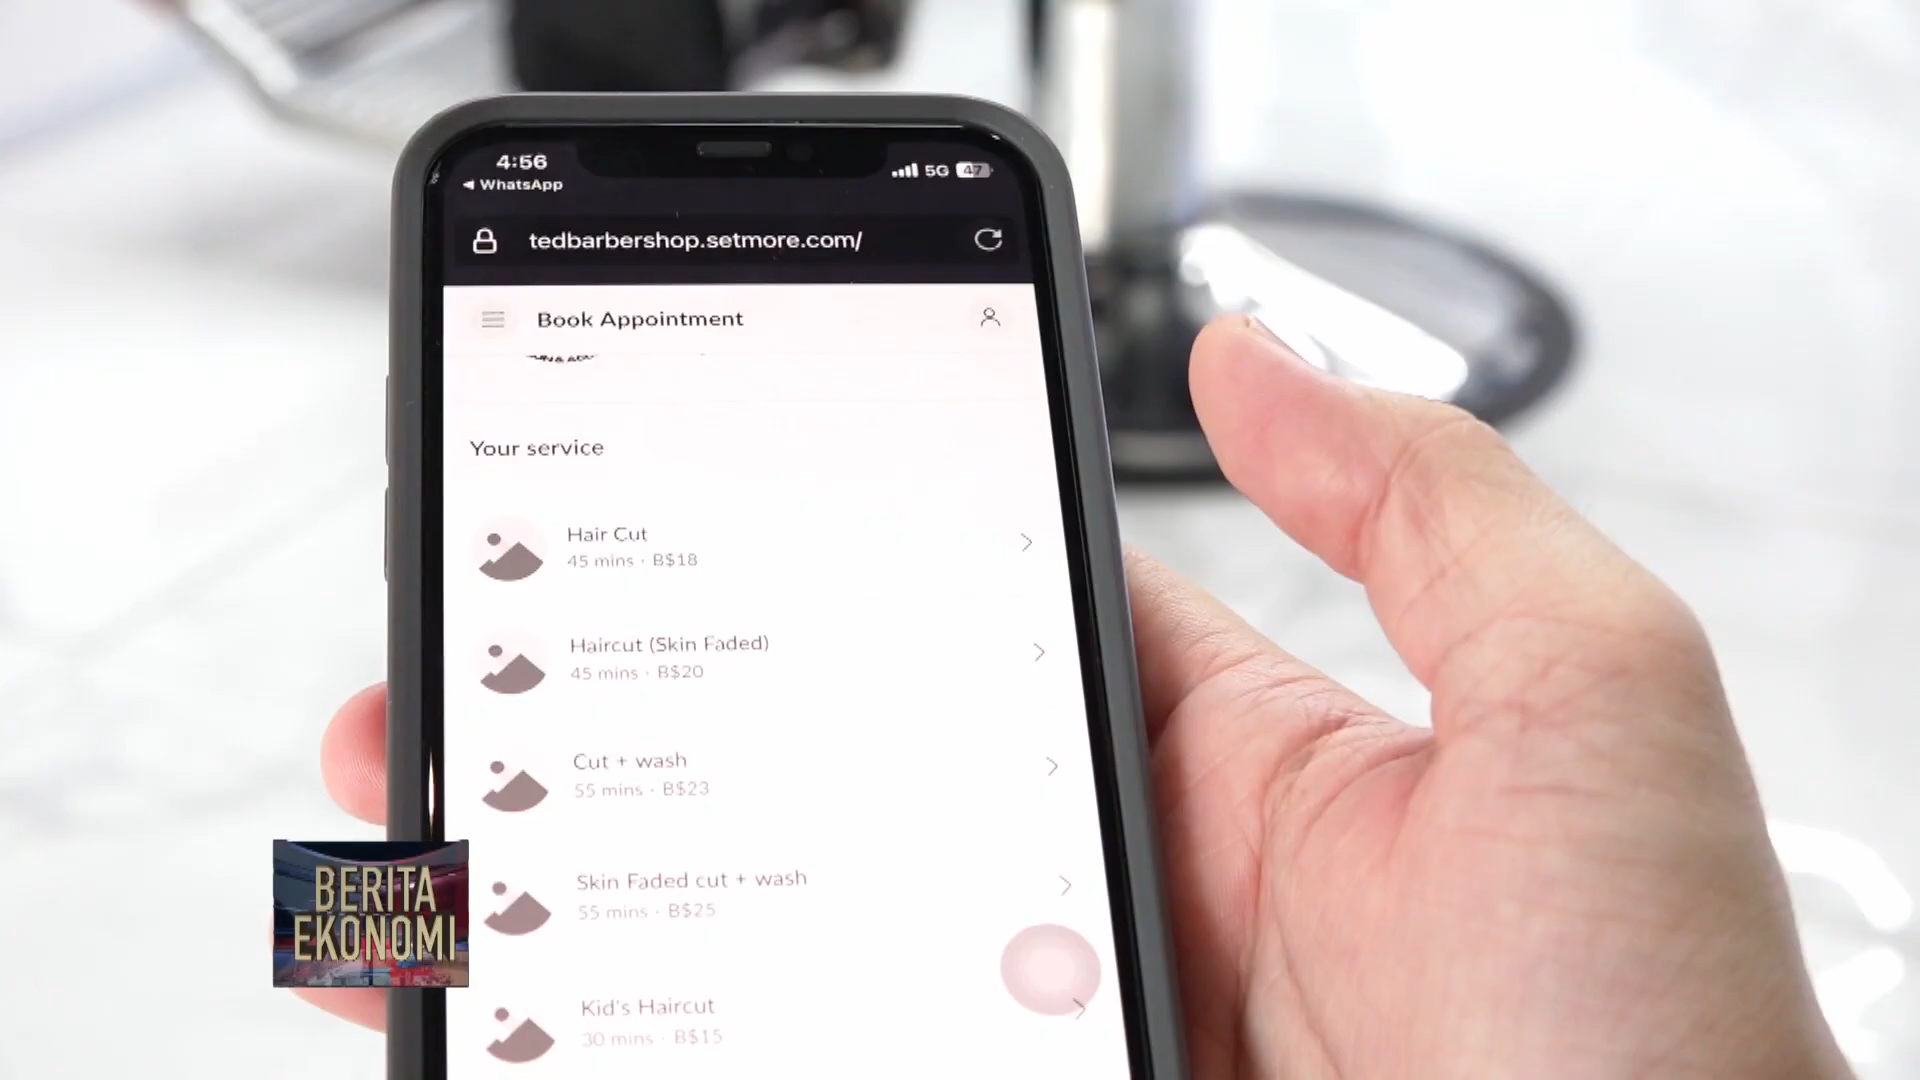 4:56
5G 47
◄ WhatsApp
tedbarbershop.setmore.com/
Book Appointment
Your service
Hair Cut
45 mins · B$18
Haircut (Skin Faded)
45 mins · B$20
Cut + wash
55 mins · B$23
Skin Faded cut + wash
55 mins · B$25
Kid's Haircut
30 mins · B$15
BERITA
EKONOMI